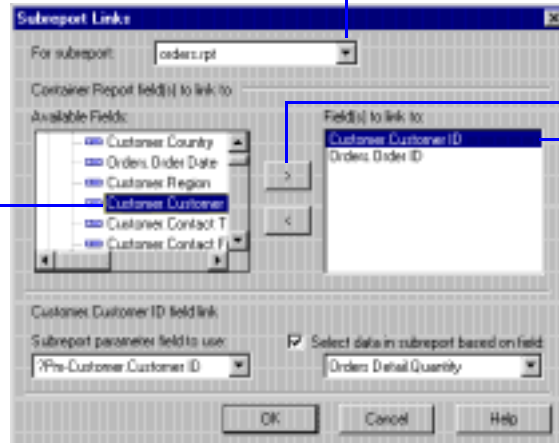 Subreport Links
For subreport:
orders.rpt
Container Report field(s) to link to
Available Fields:
Field(s) to link to:
Customer.Country
Orders.Order Date
Customer.Region
Customer.Customer
Customer.Contact T
Customer.Contact Fi
>
<
Customer.Customer ID
Orders.Order ID
Customer.Customer ID field link
Subreport parameter field to use:
Select data in subreport based on field:
?Pm-Customer.Customer ID
Orders Detail.Quantity
OK
Cancel
Help